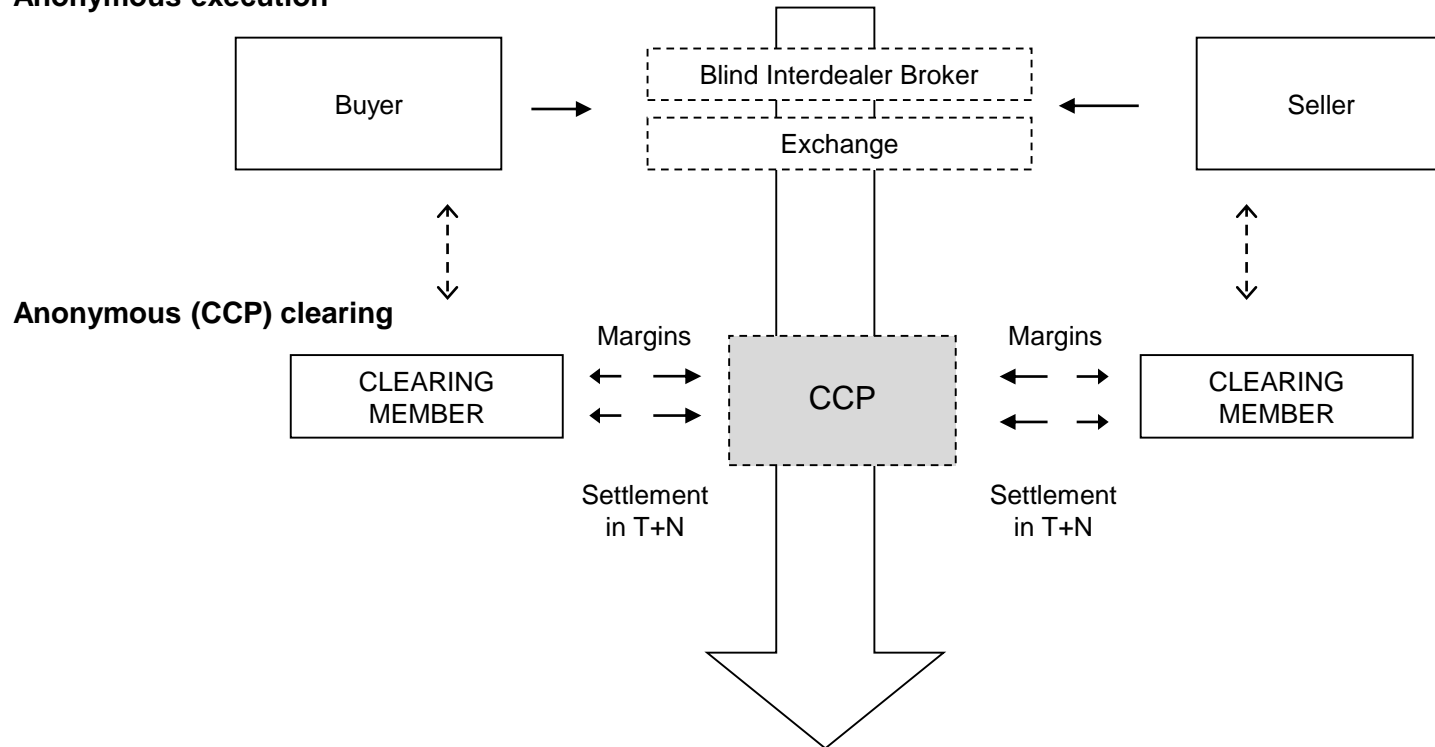 Anonymous execution
Blind Interdealer Broker
Buyer
Seller
Exchange
Anonymous (CCP) clearing
Margins
Margins
CLEARING
MEMBER
CCP
CLEARING
MEMBER
Settlement
in T+N
Settlement
in T+N